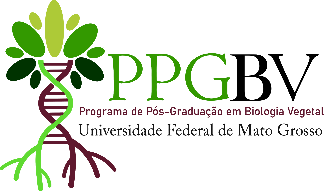 PPGBV
Programa de Pós-Graduação em Biologia Vegetal
Universidade Federal de Mato Grosso